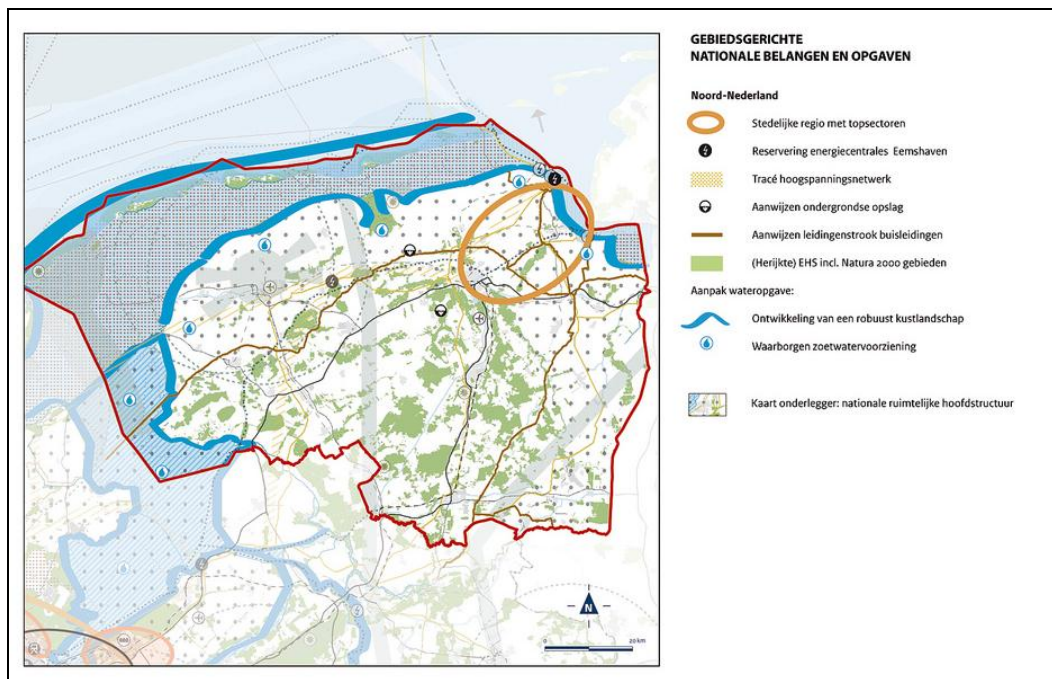 GEBIEDSGERICHTE
NATIONALE BELANGEN EN OPGAVEN
Noord-Nederland
Stedelijke regio met topsectoren
Reservering energiecentrales Eemshaven
Tracé hoogspanningsnetwerk
Aanwijzen ondergrondse opslag
Aanwijzen leidingenstrook buisleidingen
(Herijkte) EHS incl. Natura 2000 gebieden
Aanpak wateropgave:
Ontwikkeling van een robuust kustlandschap
Waarborgen zoetwatervoorziening
Kaart onderlegger: nationale ruimtelijke hoofdstructuur
N
0 20 km